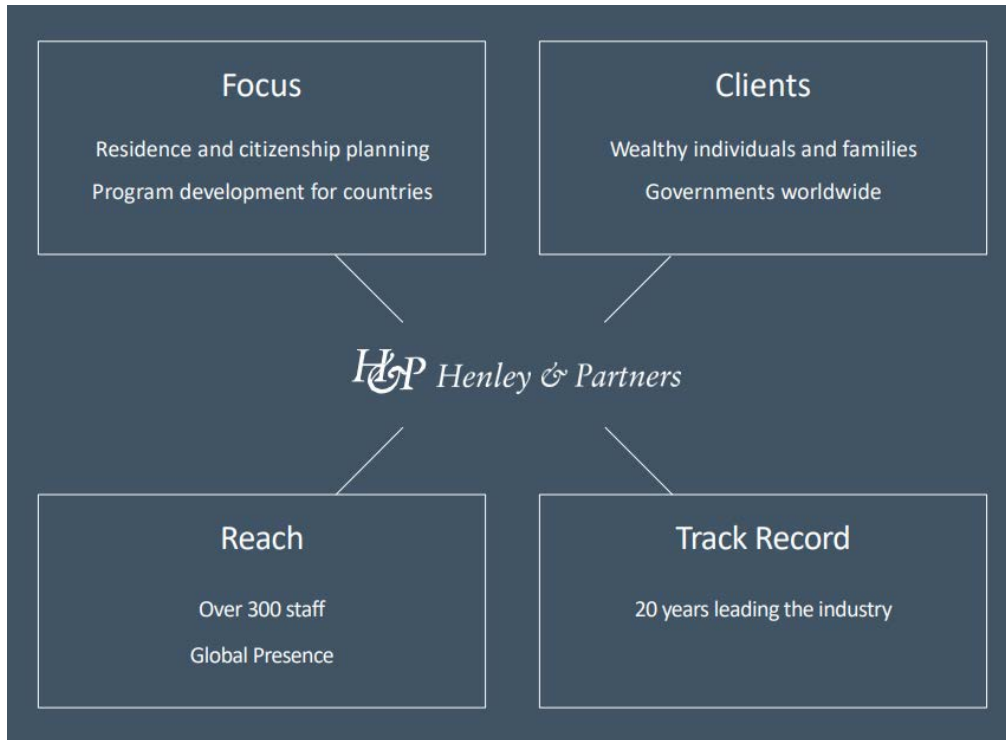 Focus
Residence and citizenship planning
Program development for countries
Clients
Wealthy individuals and families
Governments worldwide
H&P Henley & Partners
Reach
Over 300 staff
Global Presence
Track Record
20 years leading the industry